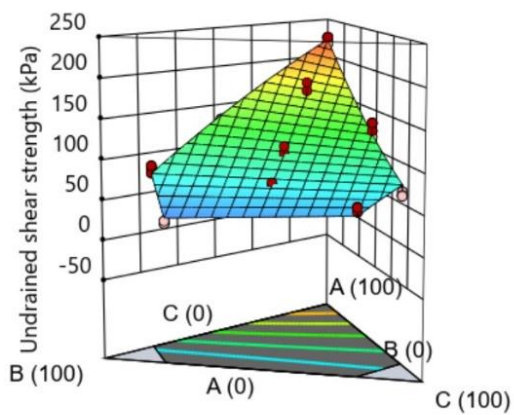 Undrained shear strength (kPa)
250
200
150
100
50
0
-50
A (100)
C (0)
B (0)
B (100)
A (0)
C (100)